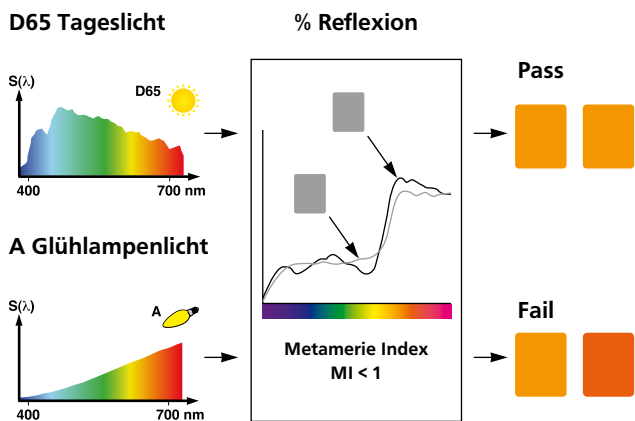 D65 Tageslicht
S(λ)
D65
400 700 nm
A Glühlampenlicht
S(λ)
A
400 700 nm
% Reflexion
Metamerie Index
MI < 1
Pass
Fail